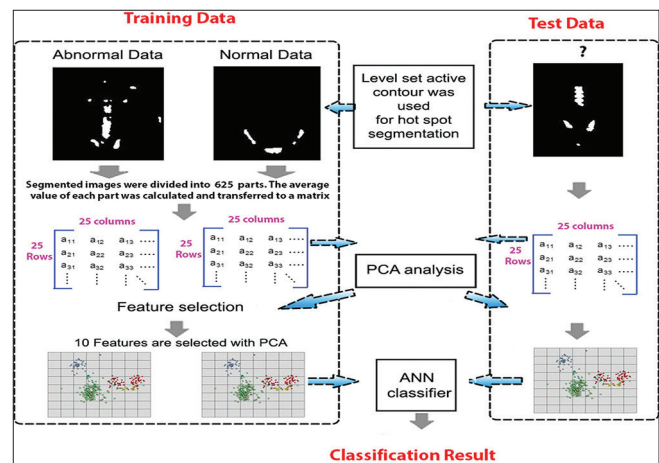 Training Data
Test Data
Abnormal Data
Normal Data
?
Level set active
contour was
used
for hot spot
segmentation
Segmented images were divided into 625 parts. The average
value of each part was calculated and transferred to a matrix
25 columns
25 columns
25 columns
25
Rows
a11 a12 a13 ....
a21 a22 a23 ....
a31 a32 a33 ....
25
Rows
a11 a12 a13 ....
a21 a22 a23 ....
a31 a32 a33 ....
25
Rows
a11 a12 a13 ....
a21 a22 a23 ....
a31 a32 a33 ....
PCA analysis
Feature selection
10 Features are selected with PCA
ANN
classifier
Classification Result